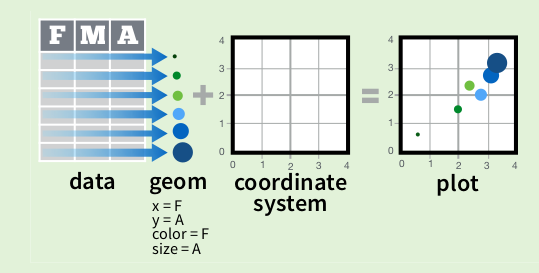 F M A
4
3
2
1
0
0 1 2 3 4
+
=
4
3
2
1
0
0 1 2 3 4
data
geom
x = F
y = A
color = F
size = A
coordinate
system
plot